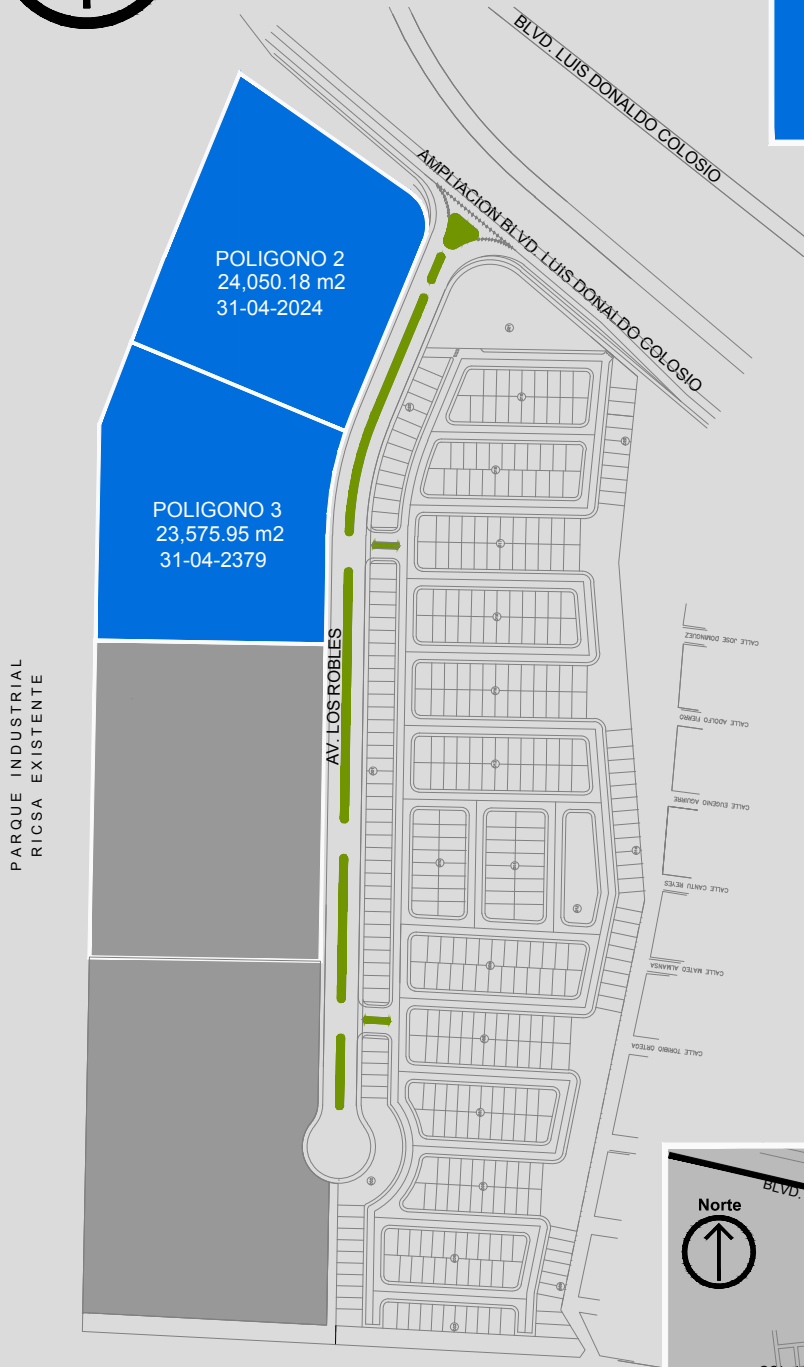 BLVD. LUIS DONALDO COLOSIO
AMPLIACION BLVD. LUIS DONALDO COLOSIO
POLIGONO 2
24,050.18 m2
31-04-2024
POLIGONO 3
23,575.95 m2
31-04-2379
AV. LOS ROBLES
PARQUE INDUSTRIAL
RICSA EXISTENTE
CALLE JOSE DOMINGUEZ
CALLE ADOLFO FIERRO
CALLE EUGENIO AGUIRRE
CALLE CANTU REYES
CALLE MATEO ALMANSA
CALLE TORIBIO ORTEGA
BLVD.
Norte